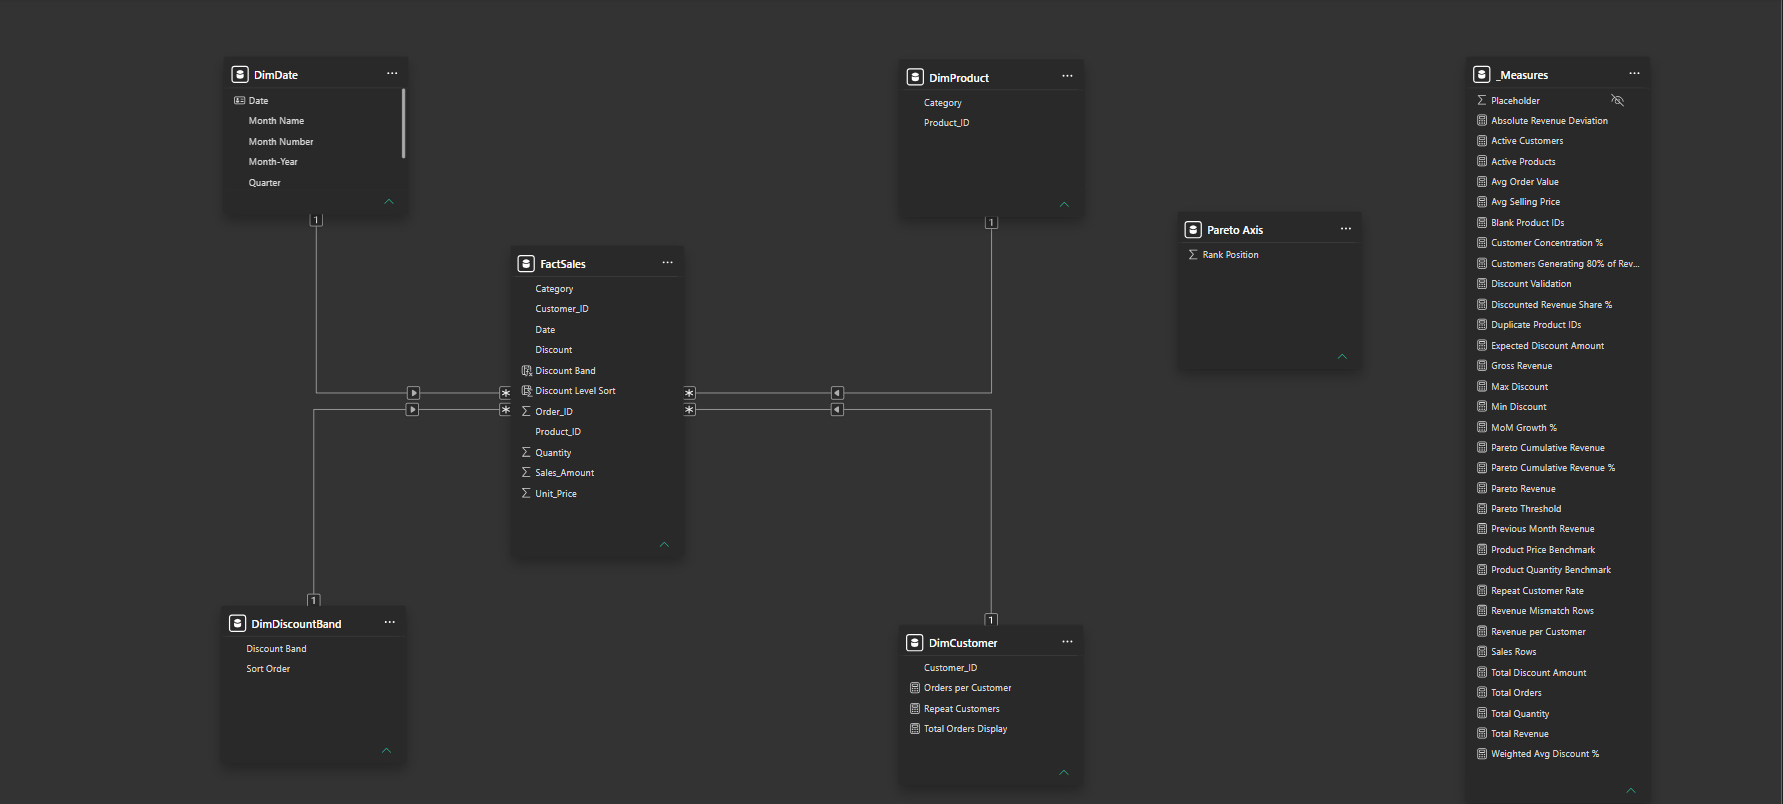 DimDate
Date
Month Name
Month Number
Month-Year
Quarter
1
DimProduct
Category
Product_ID
1
_Measures
Placeholder
Absolute Revenue Deviation
Active Customers
Active Products
Avg Order Value
Avg Selling Price
Blank Product IDs
Customer Concentration %
Customers Generating 80% of Rev...
Discount Validation
Discounted Revenue Share %
Duplicate Product IDs
Expected Discount Amount
Gross Revenue
Max Discount
Min Discount
MoM Growth %
Pareto Cumulative Revenue
Pareto Cumulative Revenue %
Pareto Revenue
Pareto Threshold
Previous Month Revenue
Product Price Benchmark
Product Quantity Benchmark
Repeat Customer Rate
Revenue Mismatch Rows
Revenue per Customer
Sales Rows
Total Discount Amount
Total Orders
Total Quantity
Total Revenue
Weighted Avg Discount %
Pareto Axis
Rank Position
FactSales
Category
Customer_ID
Date
Discount
Discount Band
Discount Level Sort
Order_ID
Product_ID
Quantity
Sales_Amount
Unit_Price
1
DimDiscountBand
Discount Band
Sort Order
1
DimCustomer
Customer_ID
Orders per Customer
Repeat Customers
Total Orders Display